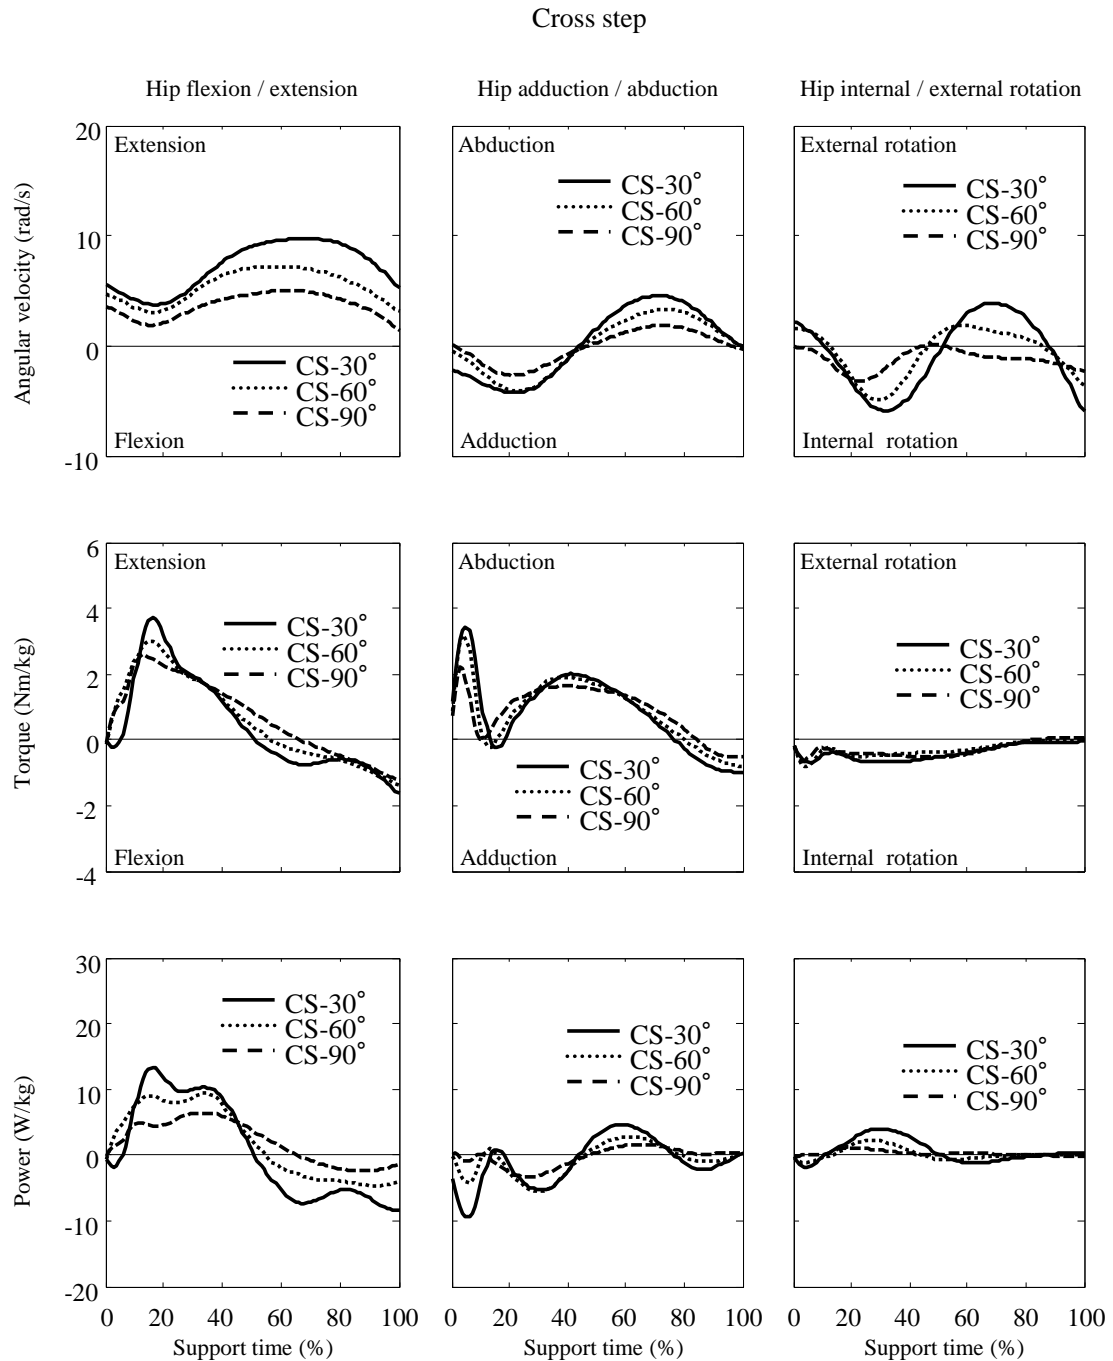 Cross step
Hip flexion / extension
Hip adduction / abduction
Hip internal / external rotation
Angular velocity (rad/s)
20
10
0
-10
Extension
CS-30°
CS-60°
CS-90°
Flexion
Abduction
CS-30°
CS-60°
CS-90°
Adduction
External rotation
CS-30°
CS-60°
CS-90°
Internal rotation
Torque (Nm/kg)
6
4
2
0
-2
-4
Extension
CS-30°
CS-60°
CS-90°
Flexion
Abduction
CS-30°
CS-60°
CS-90°
Adduction
External rotation
CS-30°
CS-60°
CS-90°
Internal rotation
Power (W/kg)
30
20
10
0
-10
-20
CS-30°
CS-60°
CS-90°
CS-30°
CS-60°
CS-90°
CS-30°
CS-60°
CS-90°
0 20 40 60 80 100
0 20 40 60 80 100
0 20 40 60 80 100
Support time (%)
Support time (%)
Support time (%)